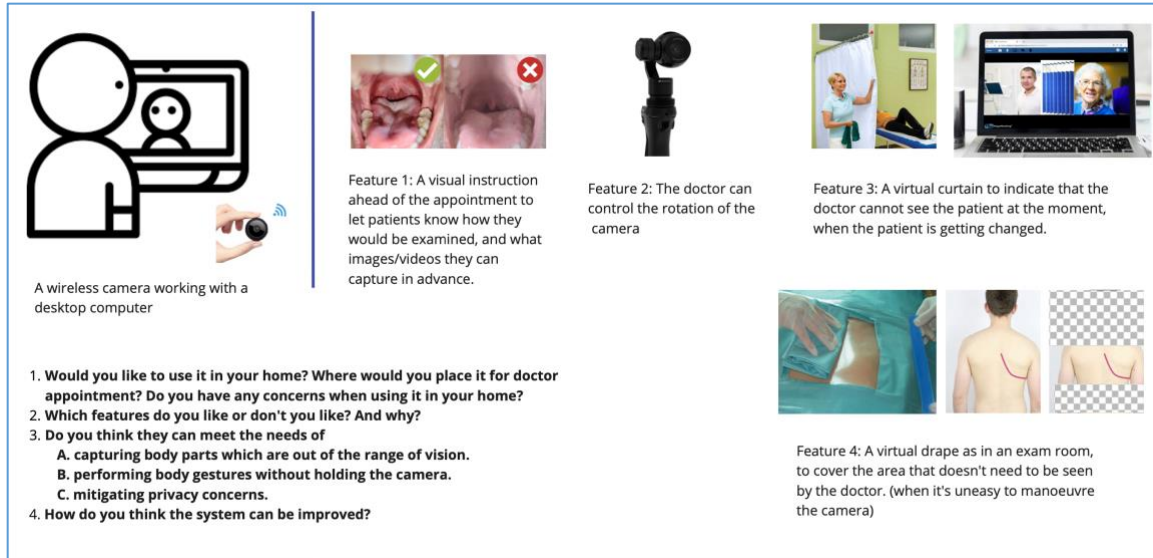 A wireless camera working with a
desktop computer
Feature 1: A visual instruction
ahead of the appointment to
let patients know how they
would be examined, and what
images/videos they can
capture in advance.
Feature 2: The doctor can
control the rotation of the
camera
Feature 3: A virtual curtain to indicate that the
doctor cannot see the patient at the moment,
when the patient is getting changed.
Feature 4: A virtual drape as in an exam room,
to cover the area that doesn't need to be seen
by the doctor. (when it's uneasy to manoeuvre
the camera)
1. Would you like to use it in your home? Where would you place it for doctor
appointment? Do you have any concerns when using it in your home?
2. Which features do you like or don't you like? And why?
3. Do you think they can meet the needs of
A. capturing body parts which are out of the range of vision.
B. performing body gestures without holding the camera.
C. mitigating privacy concerns.
4. How do you think the system can be improved?